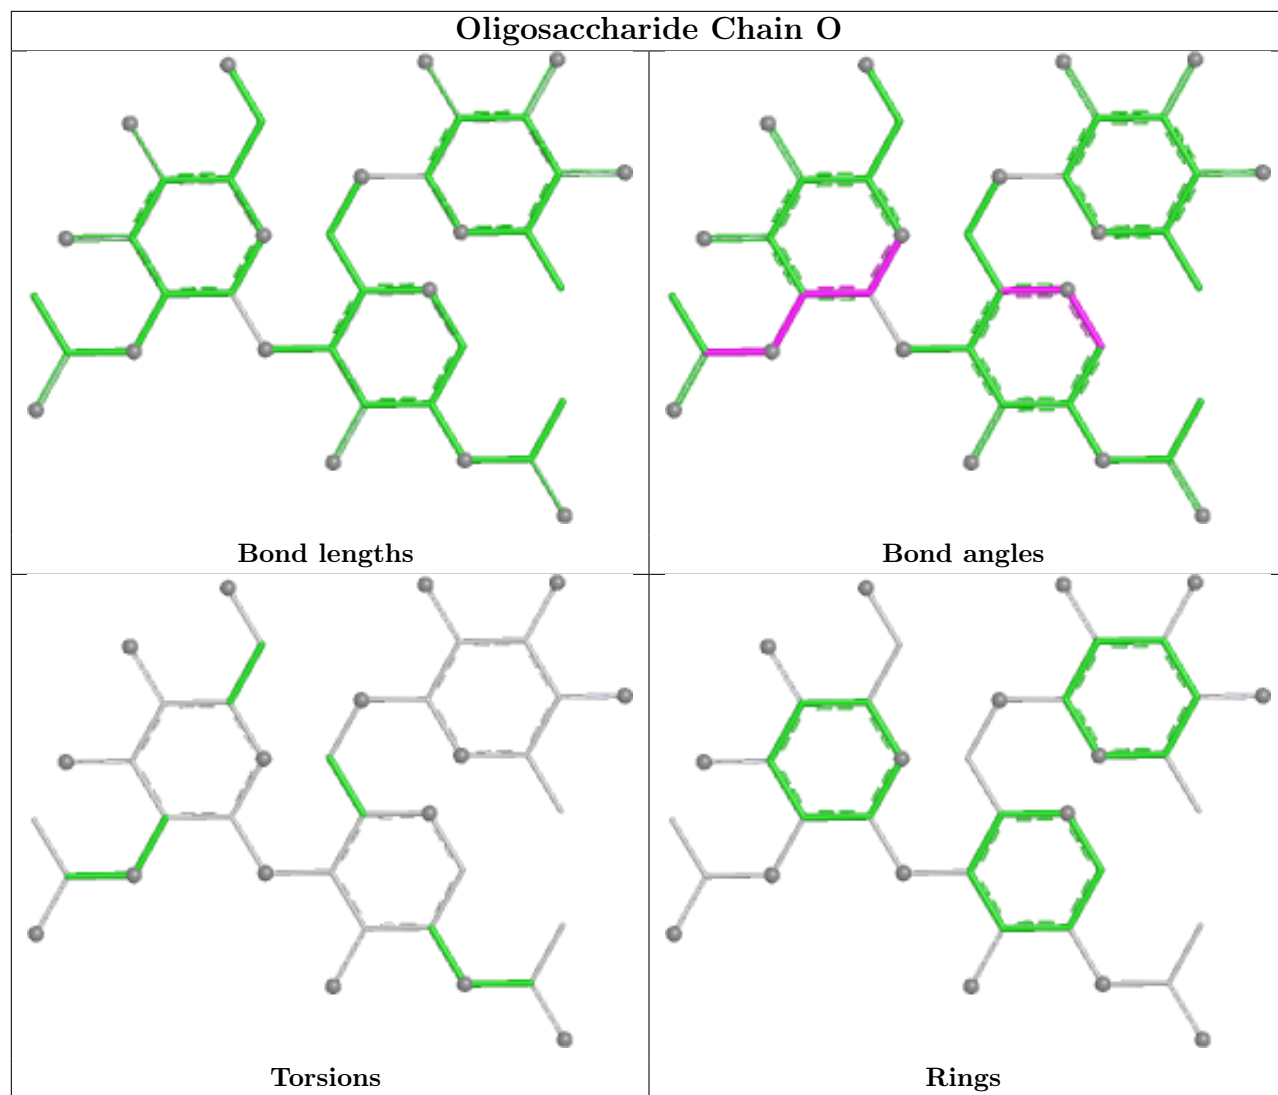 Oligosaccharide Chain O
Bond lengths
Bond angles
Torsions
Rings